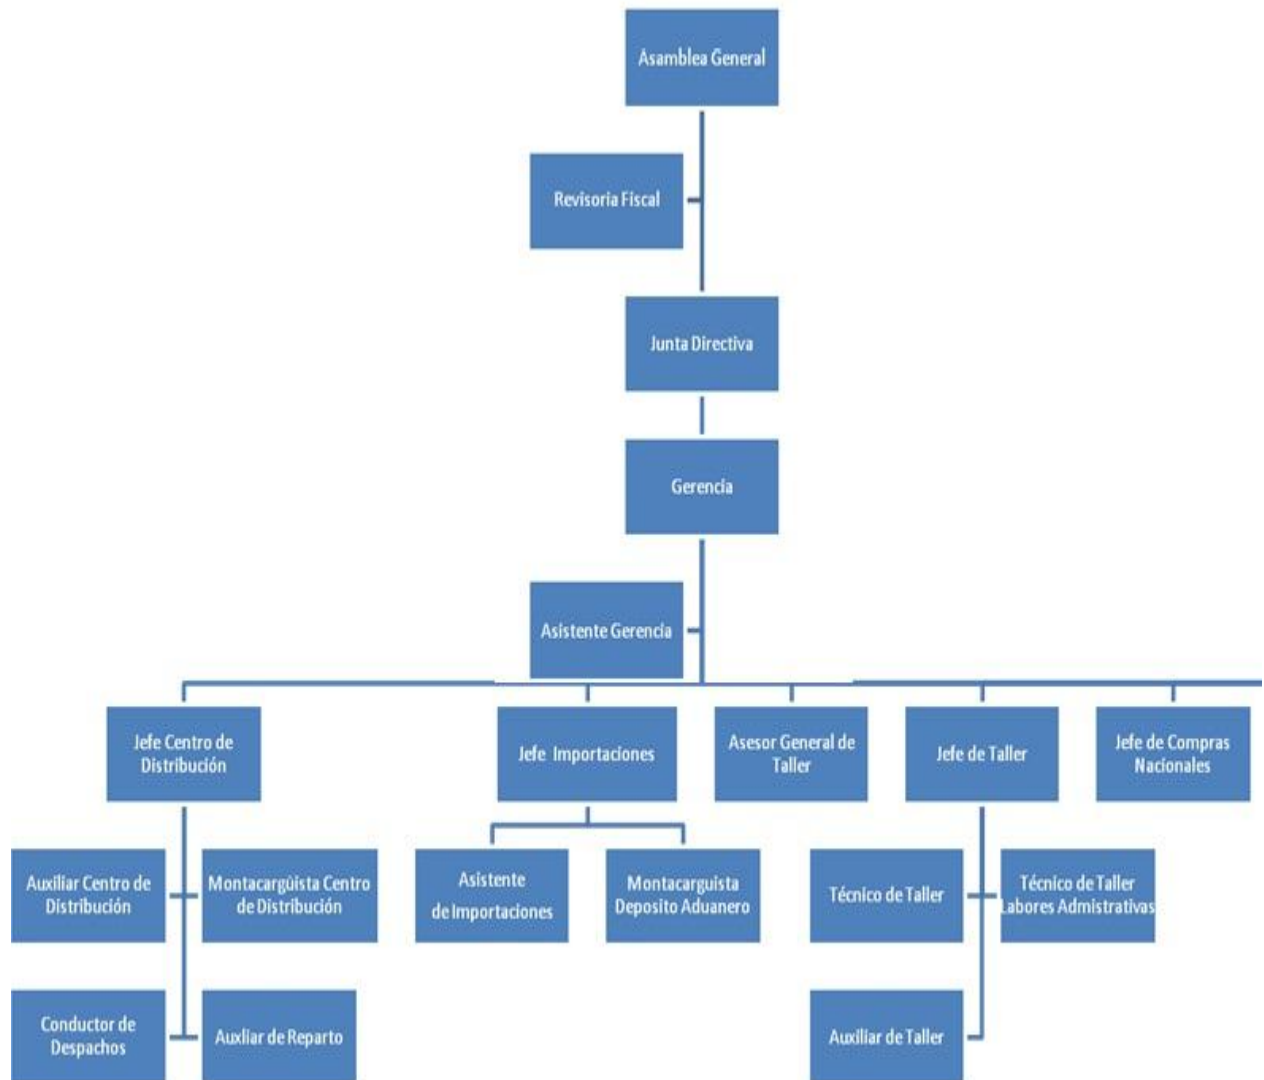 Asamblea General
Revisoria Fiscal
Junta Directiva
Gerencia
Asistente Gerencia
Jefe Centro de
Distribución
Jefe Importaciones
Asesor General de
Taller
Jefe de Taller
Jefe de Compras
Nacionales
Auxiliar Centro de
Distribución
Montacargüista Centro
de Distribución
Asistente
de Importaciones
Montacarguista
Deposito Aduanero
Técnico de Taller
Técnico de Taller
Labores Admistrativas
Conductor de
Despachos
Auxliar de Reparto
Auxiliar de Taller